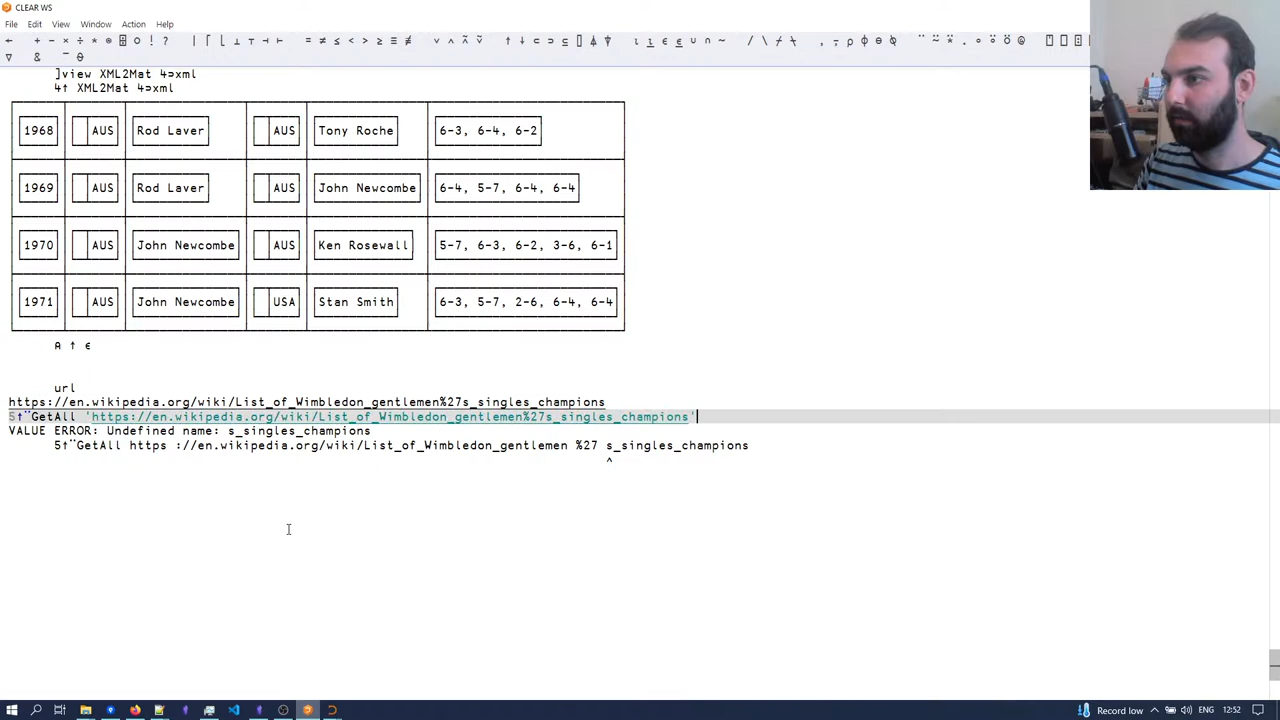 CLEAR WS
File Edit View Window Action Help
]view XML2Mat 4⊃xml
4↑ XML2Mat 4⊃xml
1968 AUS Rod Laver AUS Tony Roche 6-3, 6-4, 6-2
1969 AUS Rod Laver AUS John Newcombe 6-4, 5-7, 6-4, 6-4
1970 AUS John Newcombe AUS Ken Rosewall 5-7, 6-3, 6-2, 3-6, 6-1
1971 AUS John Newcombe USA Stan Smith 6-3, 5-7, 2-6, 6-4, 6-4
⍝ ↑ ∊
url
https://en.wikipedia.org/wiki/List_of_Wimbledon_gentlemen%27s_singles_champions
5↑¨GetAll 'https://en.wikipedia.org/wiki/List_of_Wimbledon_gentlemen%27s_singles_champions'
VALUE ERROR: Undefined name: s_singles_champions
5↑¨GetAll https ://en.wikipedia.org/wiki/List_of_Wimbledon_gentlemen %27 s_singles_champions
^
Record low ENG 12:52